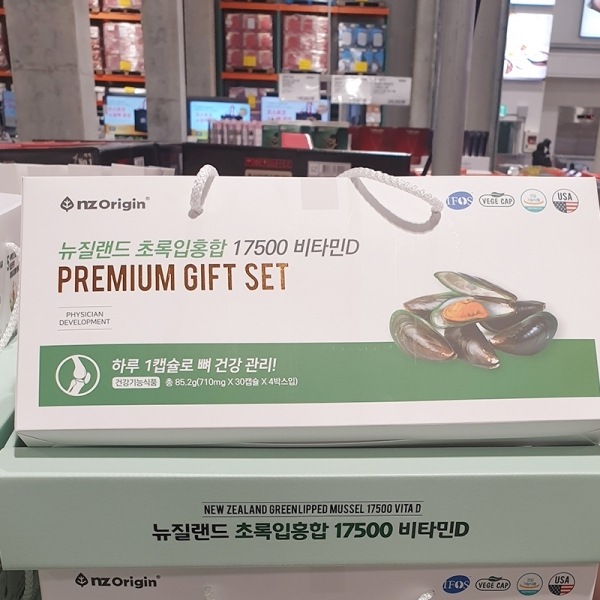 nzOrigin®
IFOS
VEGE CAP
USA
뉴질랜드 초록입홍합 17500 비타민D
PREMIUM GIFT SET
PHYSICIAN
DEVELOPMENT
하루 1캡슐로 뼈 건강 관리!
건강기능식품 총 85.2g(710mg X 30캡슐 X 4박스입)
NEW ZEALAND GREENLIPPED MUSSEL 17500 VITA D
뉴질랜드 초록입홍합 17500 비타민D
nzOrigin®
IFOS
VEGE CAP
USA